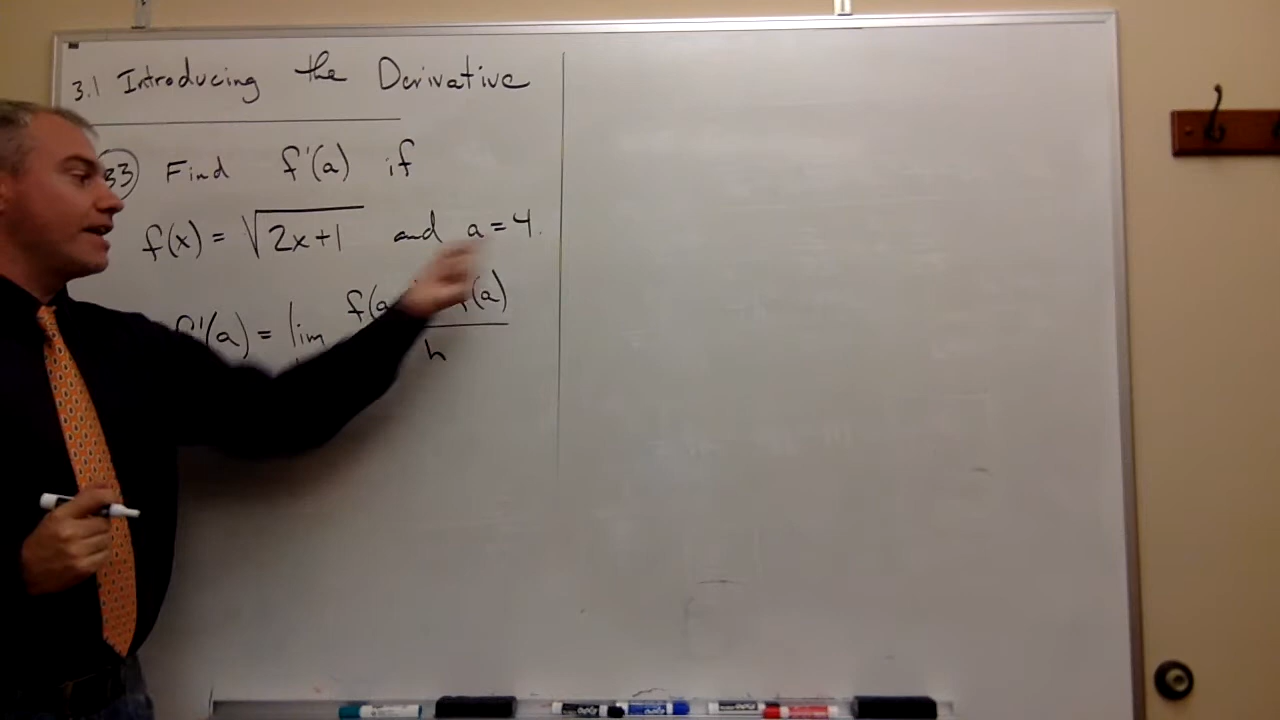 3.1 Introducing the Derivative
33) Find f'(a) if
f(x) = √2x+1 and a = 4.
f'(a) = lim f(a (a)
h